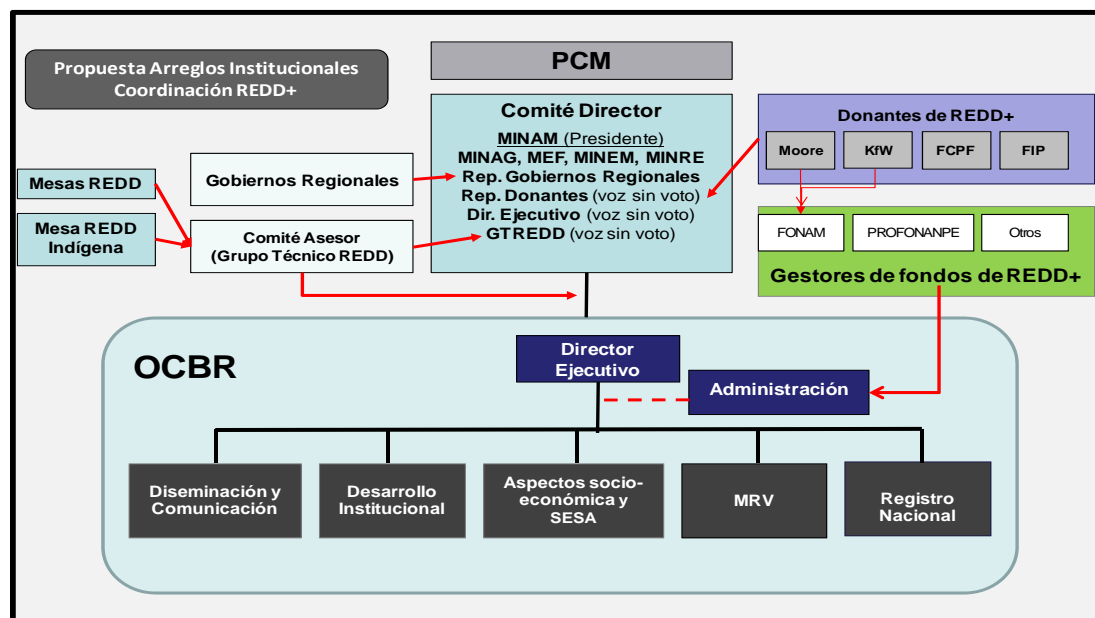 Propuesta Arreglos Institucionales
Coordinación REDD+
PCM
Comité Director
MINAM (Presidente)
MINAG, MEF, MINEM, MINRE
Rep. Gobiernos Regionales
Rep. Donantes (voz sin voto)
Dir. Ejecutivo (voz sin voto)
GTREDD (voz sin voto)
Donantes de REDD+
Moore
KfW
FCPF
FIP
Mesas REDD
Mesa REDD
Indígena
Gobiernos Regionales
Comité Asesor
(Grupo Técnico REDD)
FONAM
PROFONANPE
Otros
Gestores de fondos de REDD+
OCBR
Director
Ejecutivo
Administración
Diseminación y
Comunicación
Desarrollo
Institucional
Aspectos socio-
económica y
SESA
MRV
Registro
Nacional